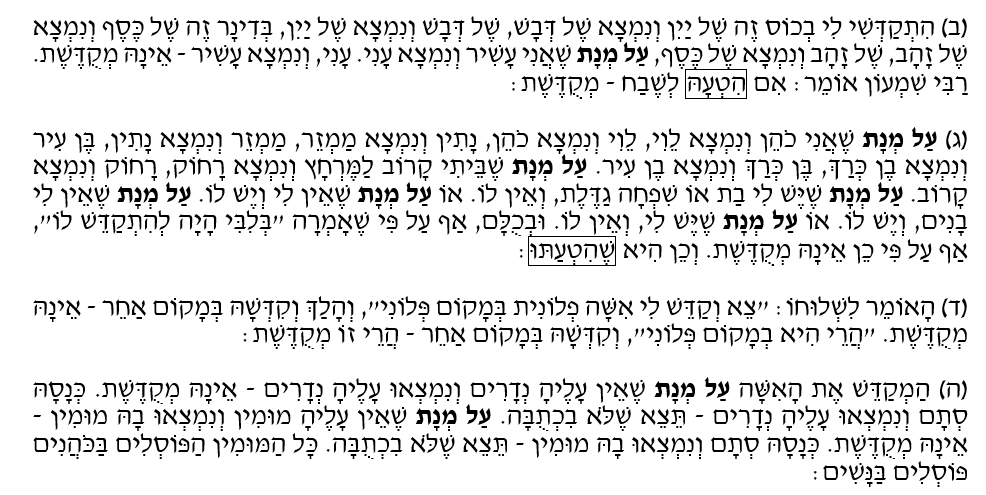 (ב) הִתְקַדְּשִׁי לִי בְכוֹס זֶה שֶׁל יַיִן וְנִמְצָא שֶׁל דְּבָשׁ, שֶׁל דְּבָשׁ וְנִמְצָא שֶׁל יַיִן, בְּדִינָר זֶה שֶׁל כֶּסֶף וְנִמְצָא
שֶׁל זָהָב, שֶׁל זָהָב וְנִמְצָא שֶׁל כֶּסֶף, עַל מְנָת שֶׁאֲנִי עָשִׁיר וְנִמְצָא עָנִי. עָנִי, וְנִמְצָא עָשִׁיר - אֵינָהּ מְקֻדֶּשֶׁת.
רַבִּי שִׁמְעוֹן אוֹמֵר: אִם הִטְעָהּ לְשֶׁבַח - מְקֻדֶּשֶׁת:
(ג) עַל מְנָת שֶׁאֲנִי כֹהֵן וְנִמְצָא לֵוִי, לֵוִי וְנִמְצָא כֹהֵן, נָתִין וְנִמְצָא מַמְזֵר, מַמְזֵר וְנִמְצָא נָתִין, בֶּן עִיר
וְנִמְצָא בֶן כְּרַךְ, בֶּן כְּרַךְ וְנִמְצָא בֶן עִיר. עַל מְנָת שֶׁבֵּיתִי קָרוֹב לַמֶּרְחָץ וְנִמְצָא רָחוֹק, רָחוֹק וְנִמְצָא
קָרוֹב. עַל מְנָת שֶׁיֶּשׁ לִי בַת אוֹ שִׁפְחָה גַדֶּלֶת, וְאֵין לוֹ. אוֹ עַל מְנָת שֶׁאֵין לִי וְיֶשׁ לוֹ. עַל מְנָת שֶׁאֵין לִי
בָנִים, וְיֶשׁ לוֹ. אוֹ עַל מְנָת שֶׁיֶּשׁ לִי, וְאֵין לוֹ. וּבְכֻלָּם, אַף עַל פִּי שֶׁאָמְרָה "בְּלִבִּי הָיָה לְהִתְקַדֵּשׁ לוֹ",
אַף עַל פִּי כֵן אֵינָהּ מְקֻדֶּשֶׁת. וְכֵן הִיא שֶׁהִטְעַתּוּ:
(ד) הָאוֹמֵר לִשְׁלוּחוֹ: "צֵא וְקַדֵּשׁ לִי אִשָּׁה פְלוֹנִית בְּמָקוֹם פְּלוֹנִי", וְהָלַךְ וְקִדְּשָׁהּ בְּמָקוֹם אַחֵר - אֵינָהּ
מְקֻדֶּשֶׁת. "הֲרֵי הִיא בְמָקוֹם פְּלוֹנִי", וְקִדְּשָׁהּ בְּמָקוֹם אַחֵר - הֲרֵי זוֹ מְקֻדֶּשֶׁת:
(ה) הַמְקַדֵּשׁ אֶת הָאִשָּׁה עַל מְנָת שֶׁאֵין עָלֶיהָ נְדָרִים וְנִמְצְאוּ עָלֶיהָ נְדָרִים - אֵינָהּ מְקֻדֶּשֶׁת. כְּנָסָהּ
סְתָם וְנִמְצְאוּ עָלֶיהָ נְדָרִים - תֵּצֵא שֶׁלֹּא בִכְתֻבָּה. עַל מְנָת שֶׁאֵין עָלֶיהָ מוּמִין וְנִמְצְאוּ בָהּ מוּמִין -
אֵינָהּ מְקֻדֶּשֶׁת. כְּנָסָהּ סְתָם וְנִמְצְאוּ בָהּ מוּמִין - תֵּצֵא שֶׁלֹּא בִכְתֻבָּה. כָּל הַמּוּמִין הַפּוֹסְלִים בַּכֹּהֲנִים
פּוֹסְלִים בַּנָּשִׁים: